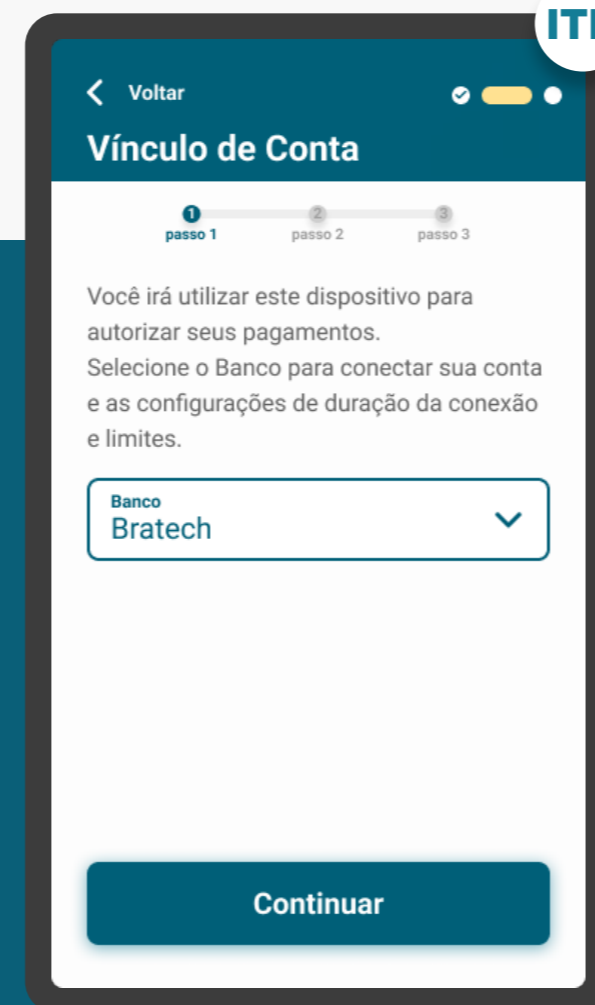 Voltar
Vínculo de Conta
1 2 3
passo 1 passo 2 passo 3
Você irá utilizar este dispositivo para
autorizar seus pagamentos.
Selecione o Banco para conectar sua conta
e as configurações de duração da conexão
e limites.
Banco
Bratech
Continuar